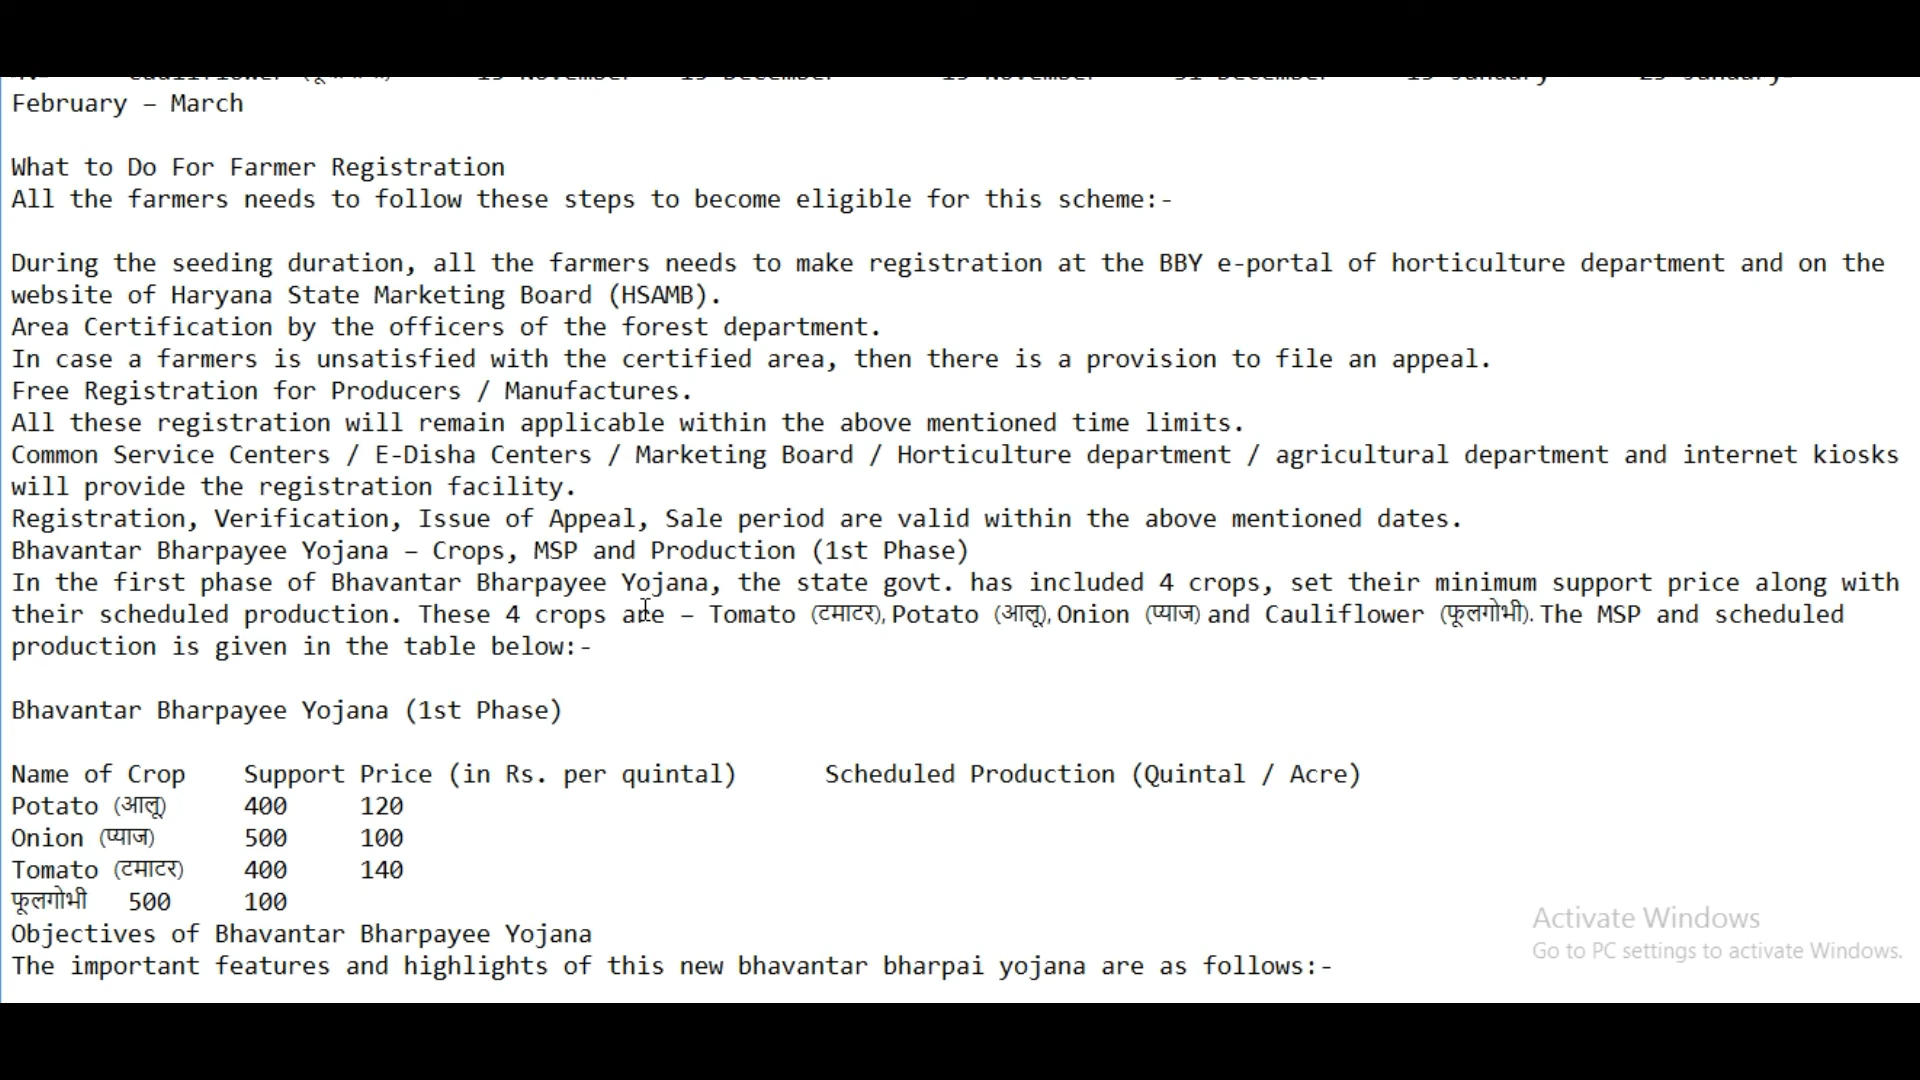 February – March
What to Do For Farmer Registration
All the farmers needs to follow these steps to become eligible for this scheme:-
During the seeding duration, all the farmers needs to make registration at the BBY e-portal of horticulture department and on the
website of Haryana State Marketing Board (HSAMB).
Area Certification by the officers of the forest department.
In case a farmers is unsatisfied with the certified area, then there is a provision to file an appeal.
Free Registration for Producers / Manufactures.
All these registration will remain applicable within the above mentioned time limits.
Common Service Centers / E-Disha Centers / Marketing Board / Horticulture department / agricultural department and internet kiosks
will provide the registration facility.
Registration, Verification, Issue of Appeal, Sale period are valid within the above mentioned dates.
Bhavantar Bharpayee Yojana – Crops, MSP and Production (1st Phase)
In the first phase of Bhavantar Bharpayee Yojana, the state govt. has included 4 crops, set their minimum support price along with
their scheduled production. These 4 crops are – Tomato (टमाटर), Potato (आलू), Onion (प्याज) and Cauliflower (फूलगोभी). The MSP and scheduled
production is given in the table below:-
Bhavantar Bharpayee Yojana (1st Phase)
Name of Crop Support Price (in Rs. per quintal) Scheduled Production (Quintal / Acre)
Potato (आलू) 400 120
Onion (प्याज) 500 100
Tomato (टमाटर) 400 140
फूलगोभी 500 100
Objectives of Bhavantar Bharpayee Yojana
The important features and highlights of this new bhavantar bharpai yojana are as follows:-
Activate Windows
Go to PC settings to activate Windows.